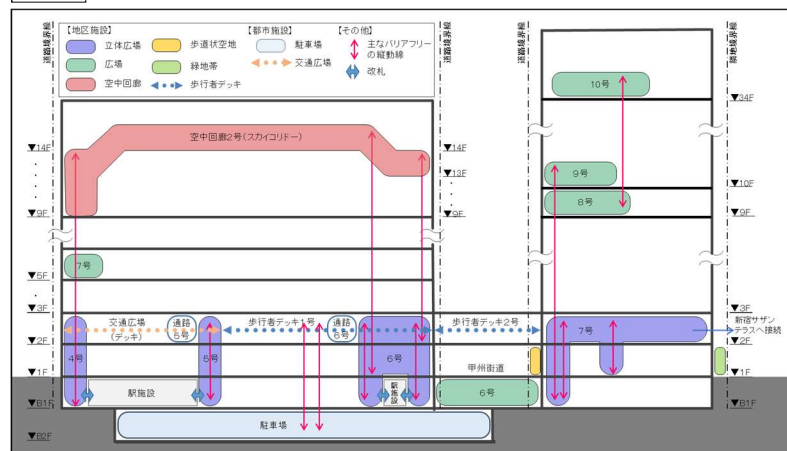 【地区施設】
立体広場
広場
空中回廊
歩道状空地
緑地帯
歩行者デッキ
【都市施設】
駐車場
交通広場
【その他】
主なバリアフリー
の縦動線
改札
道路境界線
道路境界線
道路境界線
隣地境界線
空中回廊2号(スカイコリドー)
10号
9号
8号
7号
▼14F
▼9F
▼5F
▼3F
▼2F
▼1F
▼B1F
▼B2F
▼14F
▼13F
▼9F
▼34F
▼10F
▼9F
▼3F
▼2F
▼1F
▼B1F
交通広場
(デッキ)
通路
5号
歩行者デッキ1号
通路
6号
歩行者デッキ2号
7号
新宿サザン
テラスへ接続
4号
5号
6号
甲州街道
駅施設
駅施設
6号
駐車場